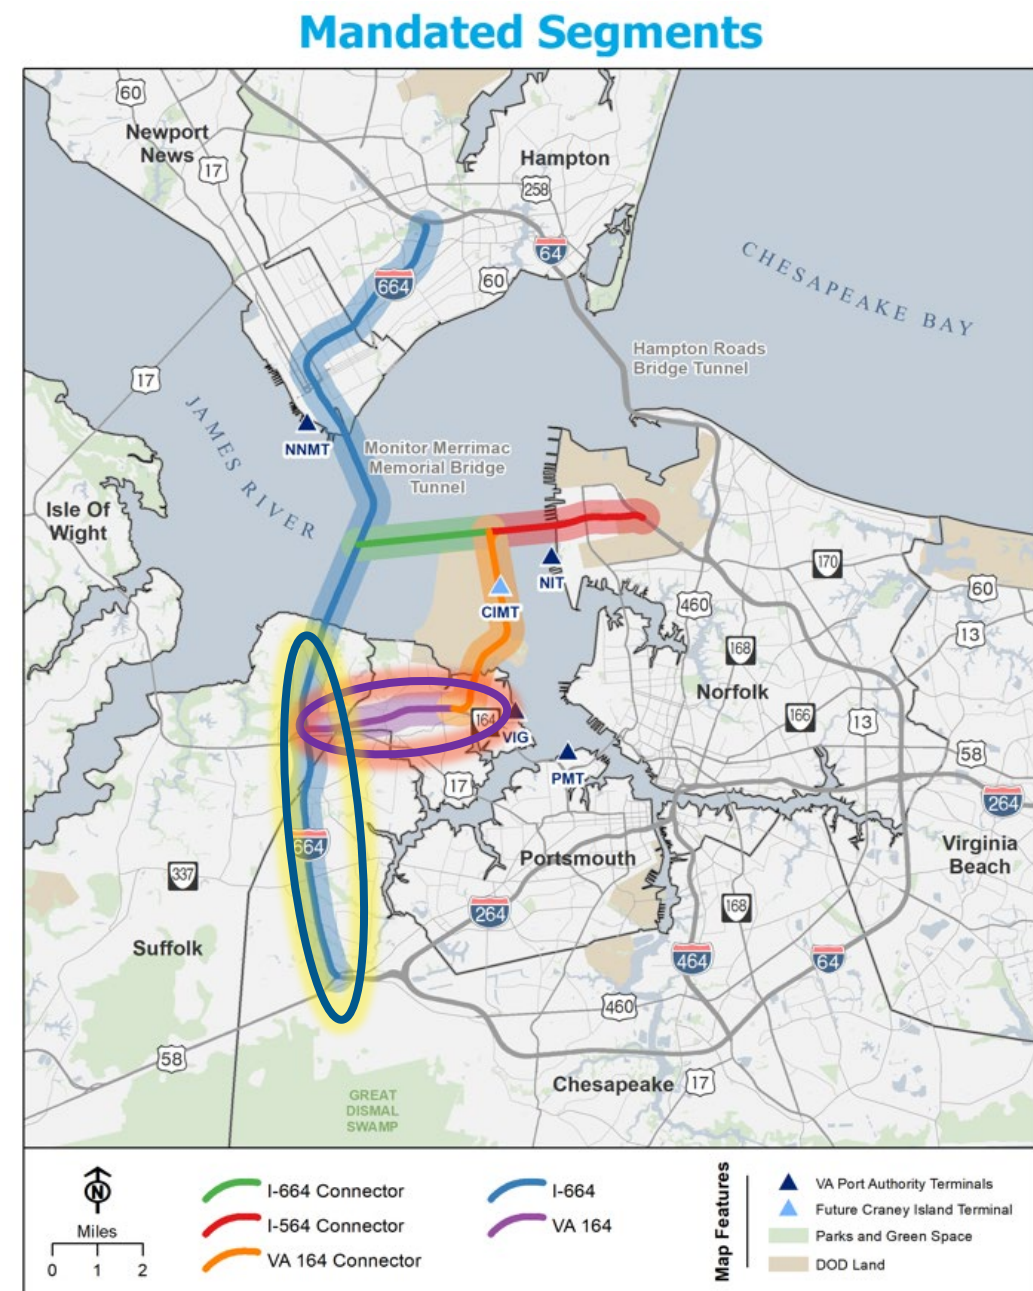 Mandated Segments
60
Newport
News
17
Hampton
258
64
664
60
CHESAPEAKE BAY
Hampton Roads
Bridge Tunnel
17
JAMES RIVER
NNMT
Monitor Merrimac
Memorial Bridge
Tunnel
Isle Of
Wight
NIT
CIMT
170
460
60
13
168
Norfolk
166
13
164
VIG
17
PMT
58
264
664
Portsmouth
Virginia
Beach
337
264
168
Suffolk
464
64
460
58
Chesapeake
17
GREAT
DISMAL
SWAMP
N
Miles
0 1 2
I-664 Connector
I-564 Connector
VA 164 Connector
I-664
VA 164
Map Features
VA Port Authority Terminals
Future Craney Island Terminal
Parks and Green Space
DOD Land